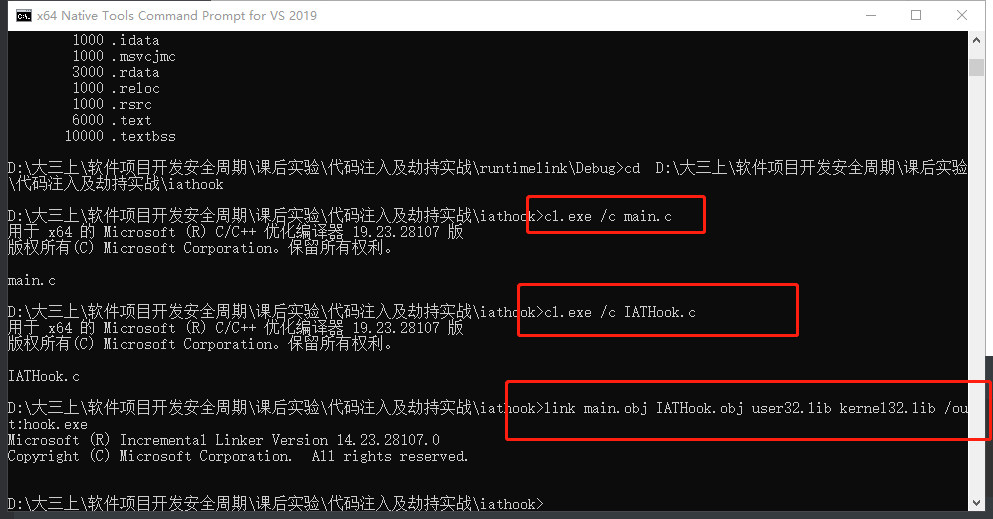 x64 Native Tools Command Prompt for VS 2019
1000 .idata
1000 .msvcjmc
3000 .rdata
1000 .reloc
1000 .rsrc
6000 .text
10000 .textbss
D:\大三上\软件项目开发安全周期\课后实验\代码注入及劫持实战\runtimelink\Debug>cd  D:\大三上\软件项目开发安全周期\课后实验
\代码注入及劫持实战\iathook
D:\大三上\软件项目开发安全周期\课后实验\代码注入及劫持实战\iathook>cl.exe /c main.c
用于 x64 的 Microsoft (R) C/C++ 优化编译器 19.23.28107 版
版权所有(C) Microsoft Corporation。保留所有权利。
main.c
D:\大三上\软件项目开发安全周期\课后实验\代码注入及劫持实战\iathook>cl.exe /c IATHook.c
用于 x64 的 Microsoft (R) C/C++ 优化编译器 19.23.28107 版
版权所有(C) Microsoft Corporation。保留所有权利。
IATHook.c
D:\大三上\软件项目开发安全周期\课后实验\代码注入及劫持实战\iathook>link main.obj IATHook.obj user32.lib kernel32.lib /ou
t:hook.exe
Microsoft (R) Incremental Linker Version 14.23.28107.0
Copyright (C) Microsoft Corporation.  All rights reserved.
D:\大三上\软件项目开发安全周期\课后实验\代码注入及劫持实战\iathook>